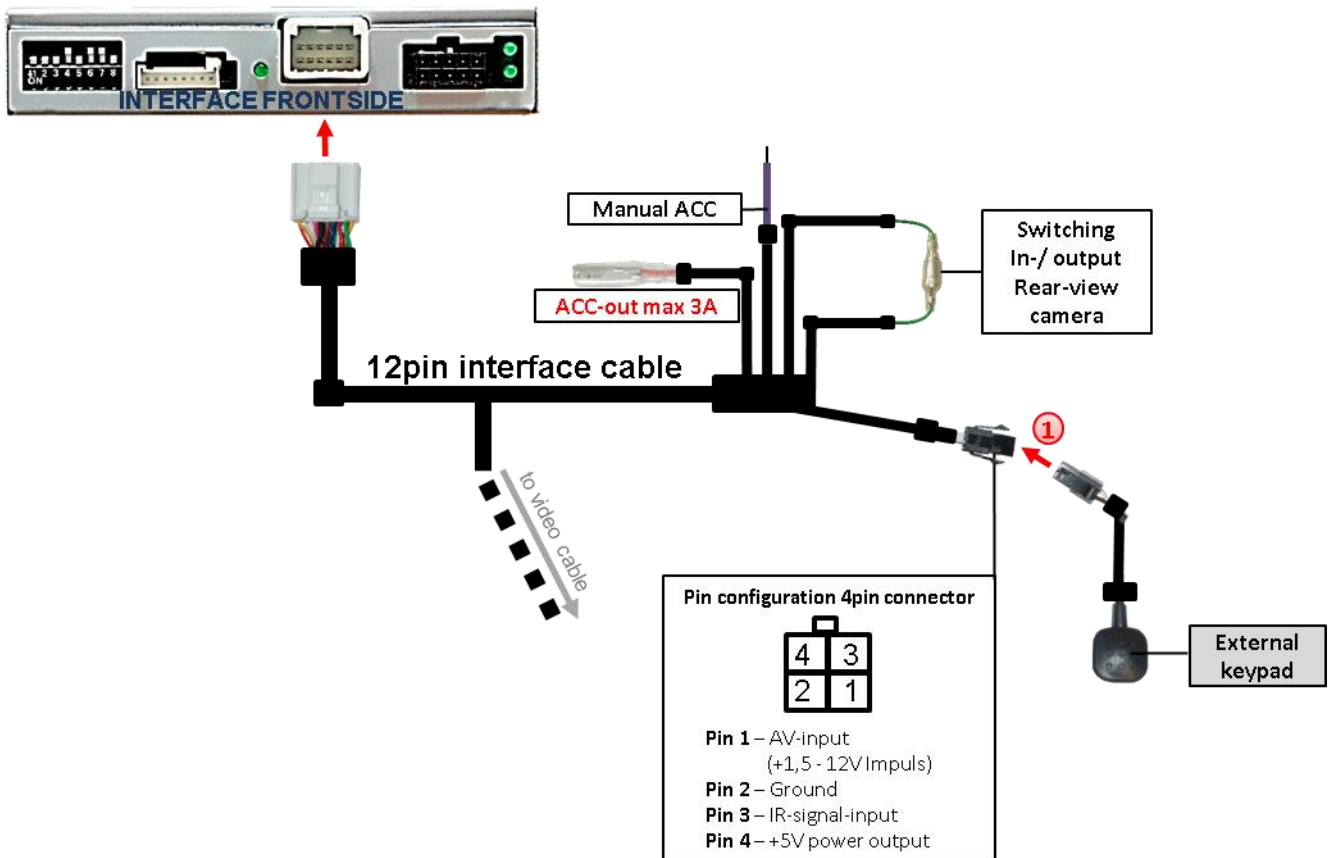 1 2 3 4 5 6 7 8
ON
INTERFACE FRONTSIDE
Manual ACC
ACC-out max 3A
Switching
In-/ output
Rear-view
camera
12pin interface cable
1
to video cable
Pin configuration 4pin connector
4 3
2 1
Pin 1 – AV-input
(+1,5 - 12V Impuls)
Pin 2 – Ground
Pin 3 – IR-signal-input
Pin 4 – +5V power output
External
keypad